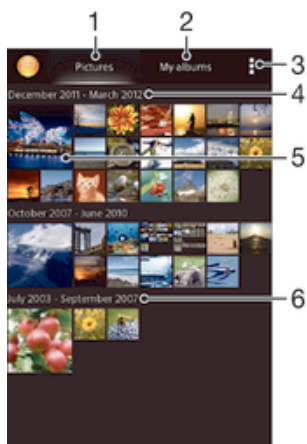 1
2
Pictures
My albums
3
December 2011 - March 2012
4
5
October 2007 - June 2010
July 2003 - September 2007
6